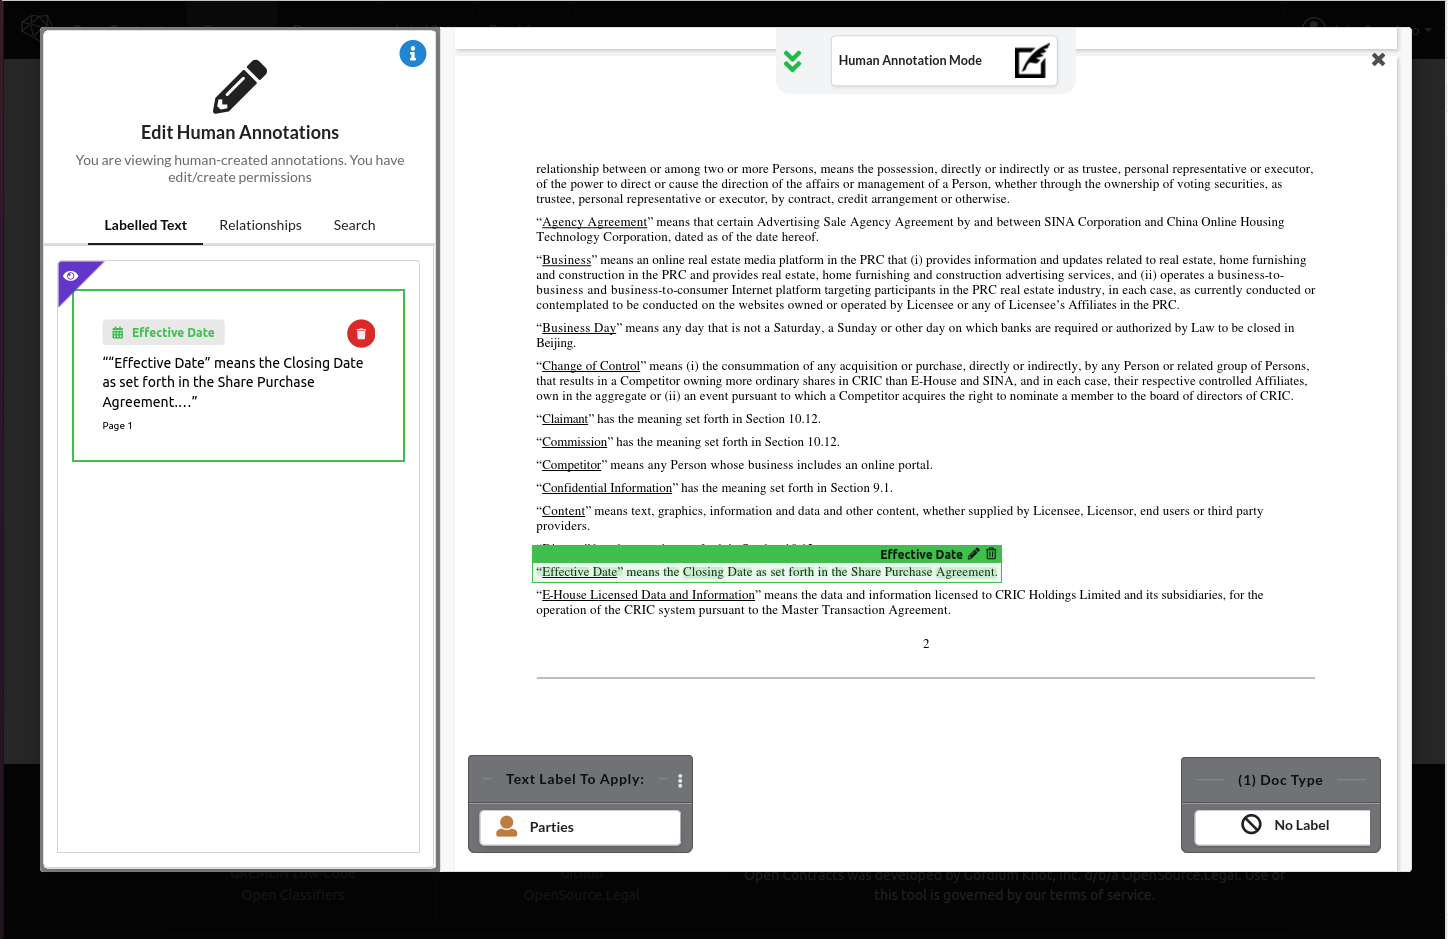 Edit Human Annotations
You are viewing human-created annotations. You have
edit/create permissions
Labelled Text Relationships Search
Effective Date
““Effective Date” means the Closing Date
as set forth in the Share Purchase
Agreement.…”
Page 1
Human Annotation Mode
relationship between or among two or more Persons, means the possession, directly or indirectly or as trustee, personal representative or executor,
of the power to direct or cause the direction of the affairs or management of a Person, whether through the ownership of voting securities, as
trustee, personal representative or executor, by contract, credit arrangement or otherwise.
“Agency Agreement” means that certain Advertising Sale Agency Agreement by and between SINA Corporation and China Online Housing
Technology Corporation, dated as of the date hereof.
“Business” means an online real estate media platform in the PRC that (i) provides information and updates related to real estate, home furnishing
and construction in the PRC and provides real estate, home furnishing and construction advertising services, and (ii) operates a business-to-
business and business-to-consumer Internet platform targeting participants in the PRC real estate industry, in each case, as currently conducted or
contemplated to be conducted on the websites owned or operated by Licensee or any of Licensee’s Affiliates in the PRC.
“Business Day” means any day that is not a Saturday, a Sunday or other day on which banks are required or authorized by Law to be closed in
Beijing.
“Change of Control” means (i) the consummation of any acquisition or purchase, directly or indirectly, by any Person or related group of Persons,
that results in a Competitor owning more ordinary shares in CRIC than E-House and SINA, and in each case, their respective controlled Affiliates,
own in the aggregate or (ii) an event pursuant to which a Competitor acquires the right to nominate a member to the board of directors of CRIC.
“Claimant” has the meaning set forth in Section 10.12.
“Commission” has the meaning set forth in Section 10.12.
“Competitor” means any Person whose business includes an online portal.
“Confidential Information” has the meaning set forth in Section 9.1.
“Content” means text, graphics, information and data and other content, whether supplied by Licensee, Licensor, end users or third party
providers.
Effective Date
“Effective Date” means the Closing Date as set forth in the Share Purchase Agreement.
“E-House Licensed Data and Information” means the data and information licensed to CRIC Holdings Limited and its subsidiaries, for the
operation of the CRIC system pursuant to the Master Transaction Agreement.
2
Text Label To Apply:
Parties
(1) Doc Type
No Label
GREMLIN Low-Code
Open Classifiers
Github
OpenSource.Legal
Open Contracts was developed by Gordium Knot, Inc. d/b/a OpenSource.Legal. Use of
this tool is governed by our terms of service.